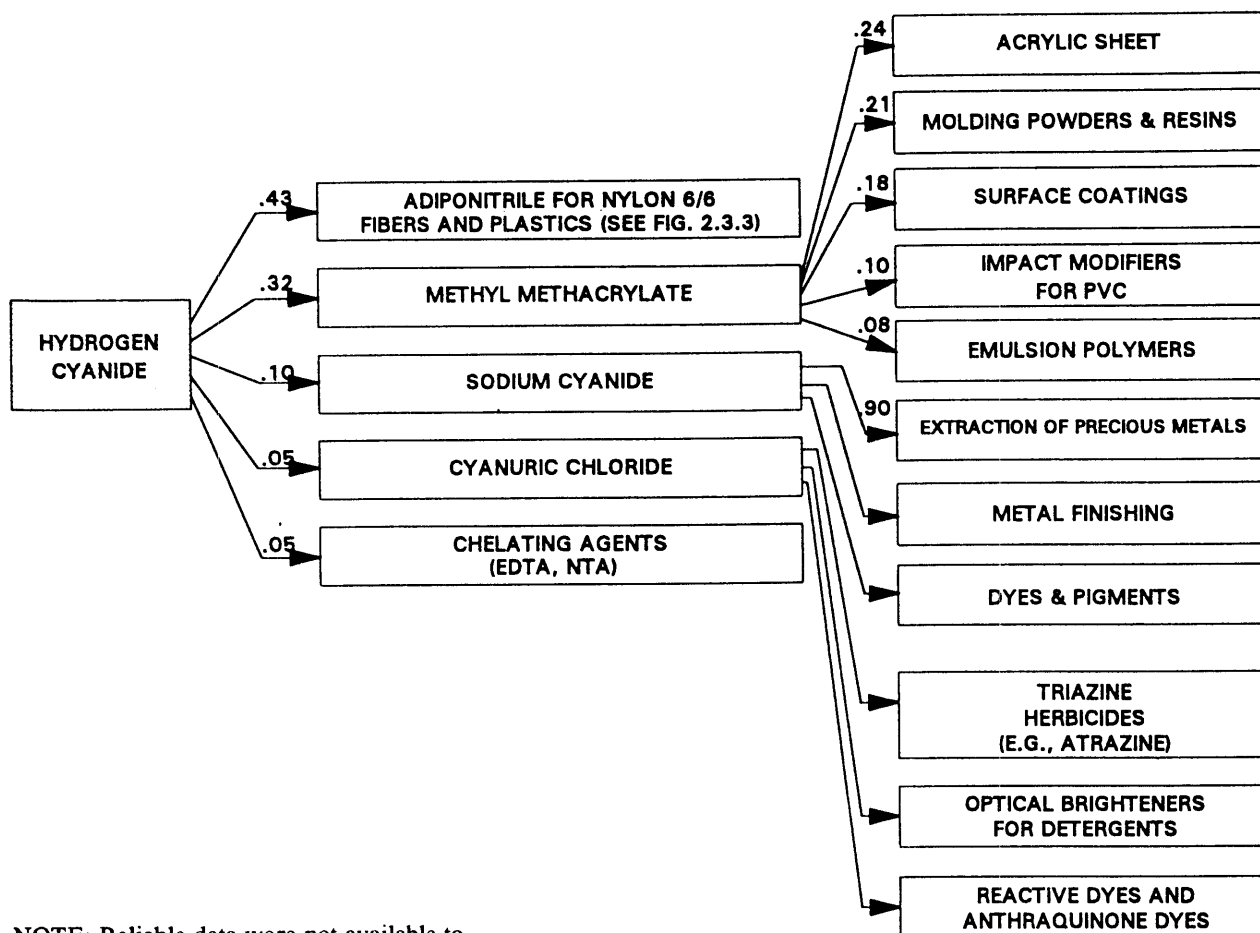 HYDROGEN
CYANIDE
.43
ADIPONITRILE FOR NYLON 6/6
FIBERS AND PLASTICS (SEE FIG. 2.3.3)
.32
METHYL METHACRYLATE
.10
SODIUM CYANIDE
.05
CYANURIC CHLORIDE
.05
CHELATING AGENTS
(EDTA, NTA)
.24
ACRYLIC SHEET
.21
MOLDING POWDERS & RESINS
.18
SURFACE COATINGS
.10
IMPACT MODIFIERS
FOR PVC
.08
EMULSION POLYMERS
.90
EXTRACTION OF PRECIOUS METALS
METAL FINISHING
DYES & PIGMENTS
TRIAZINE
HERBICIDES
(E.G., ATRAZINE)
OPTICAL BRIGHTENERS
FOR DETERGENTS
REACTIVE DYES AND
ANTHRAQUINONE DYES
NOTE: Reliable data were not available to